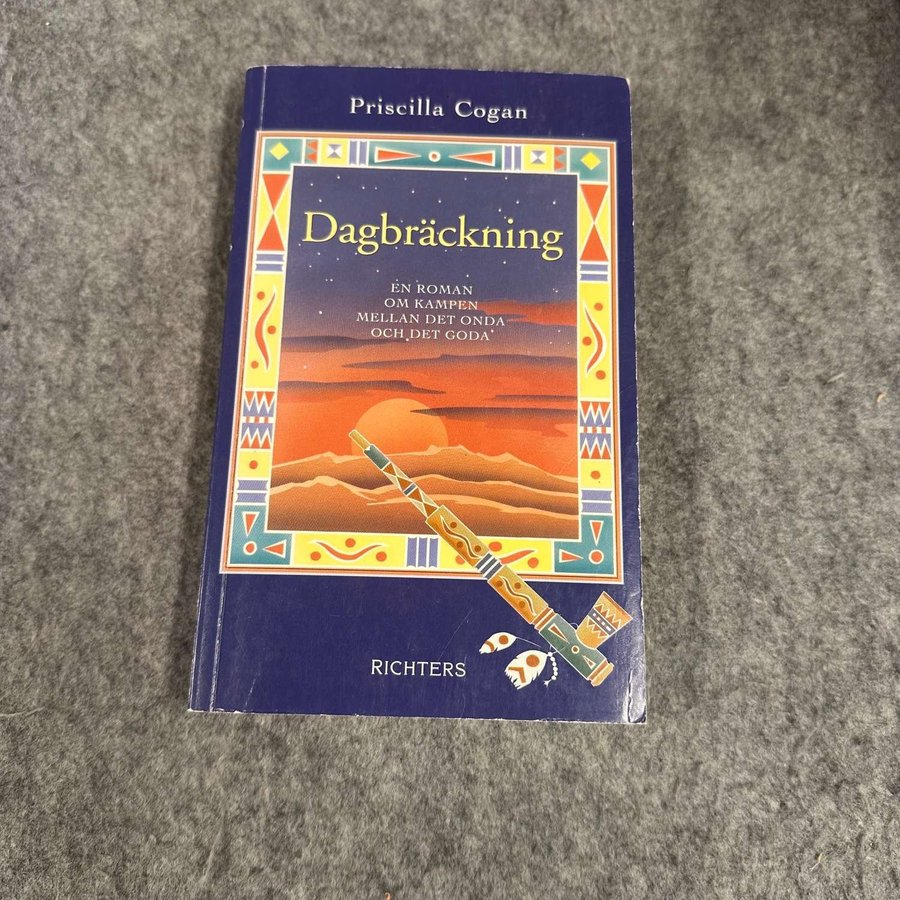 Priscilla Cogan
Dagbräckning
EN ROMAN
OM KAMPEN
MELLAN DET ONDA
OCH DET GODA
RICHTERS